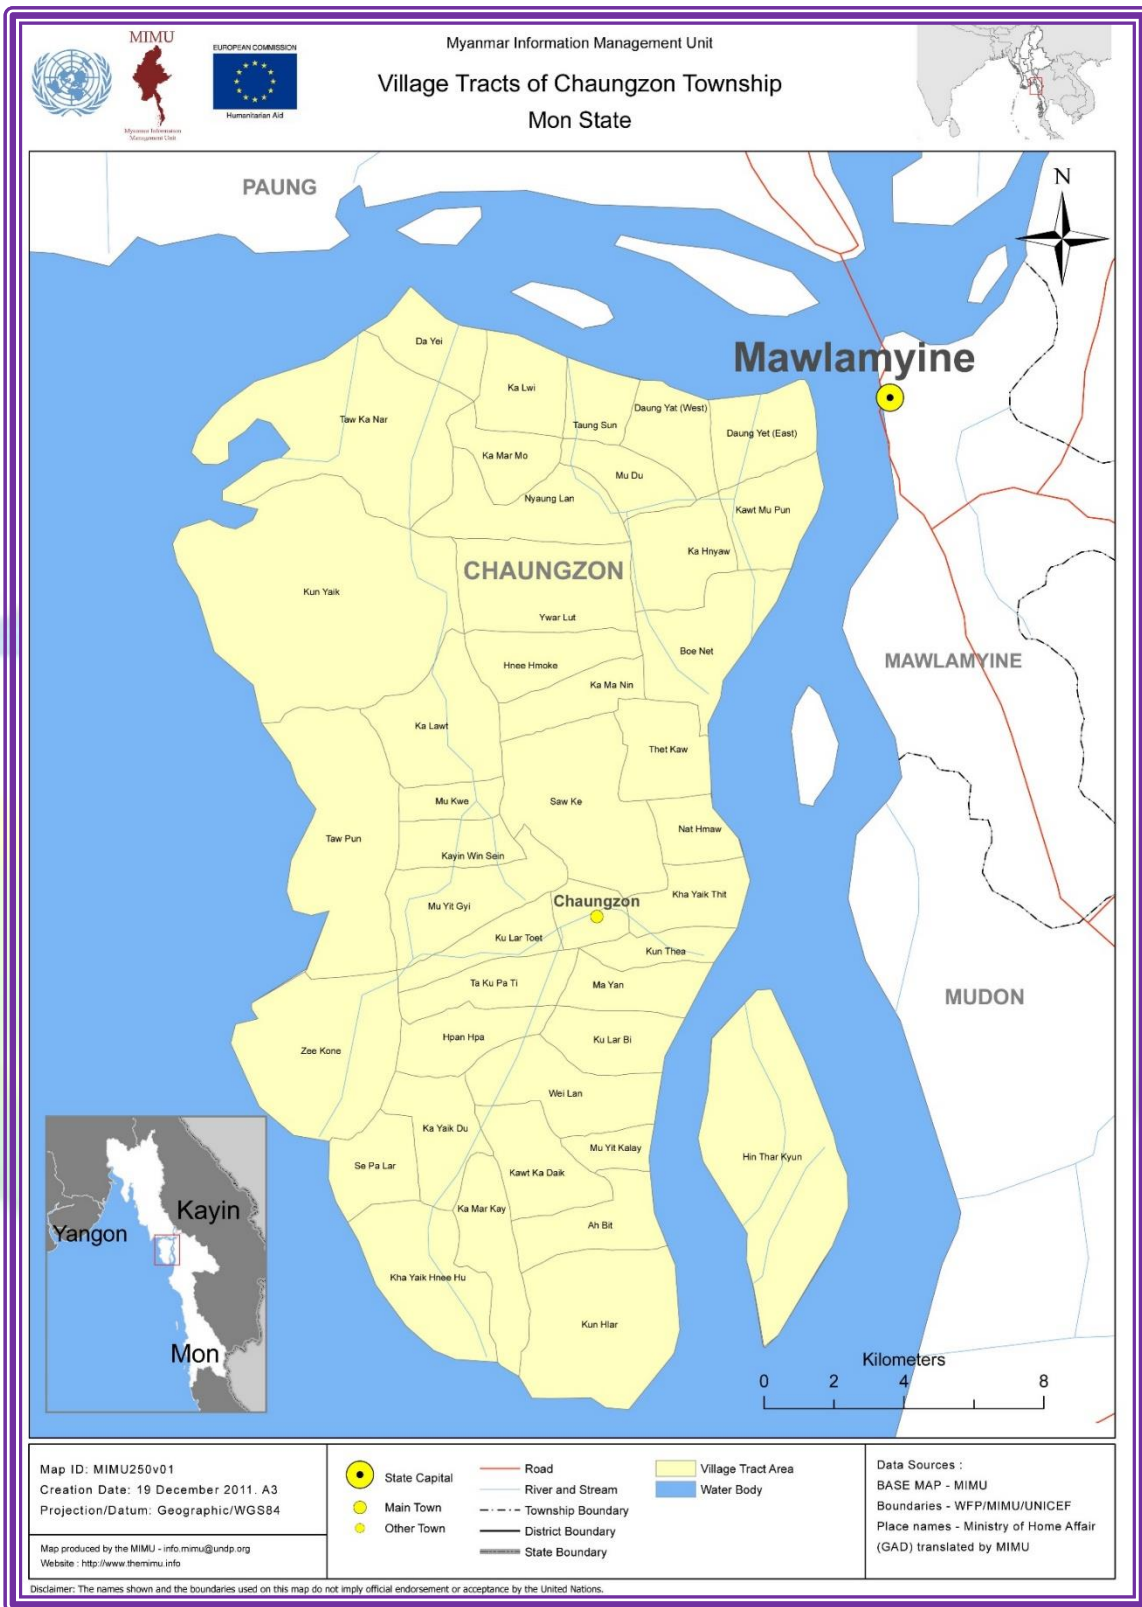 MIMU
Myanmar Information
Management Unit
EUROPEAN COMMISSION
Humanitarian Aid
Myanmar Information Management Unit
Village Tracts of Chaungzon Township
Mon State
PAUNG
N
Mawlamyine
Da Yei
Ka Lwi
Daung Yat (West)
Taw Ka Nar
Taung Sun
Daung Yet (East)
Ka Mar Mo
Mu Du
Nyaung Lan
Kawt Mu Pun
Ka Hnyaw
CHAUNGZON
Kun Yaik
Ywar Lut
Boe Net
MAWLAMYINE
Hnee Hmoke
Ka Ma Nin
Ka Lawt
Thet Kaw
Mu Kwe
Saw Ke
Nat Hmaw
Taw Pun
Kayin Win Sein
Kha Yaik Thit
Chaungzon
Mu Yit Gyi
Ku Lar Toet
Kun Thea
Ta Ku Pa Ti
Ma Yan
MUDON
Hpan Hpa
Ku Lar Bi
Zee Kone
Wei Lan
Ka Yaik Du
Mu Yit Kalay
Hin Thar Kyun
Se Pa Lar
Kawt Ka Daik
Ka Mar Kay
Ah Bit
Kha Yaik Hnee Hu
Kun Hlar
Kayin
Yangon
Mon
Kilometers
0 2 4 8
Map ID: MIMU250v01
Creation Date: 19 December 2011. A3
Projection/Datum: Geographic/WGS84
Map produced by the MIMU - info.mimu@undp.org
Website : http://www.themimu.info
State Capital
Main Town
Other Town
Road
River and Stream
Township Boundary
District Boundary
State Boundary
Village Tract Area
Water Body
Data Sources :
BASE MAP - MIMU
Boundaries - WFP/MIMU/UNICEF
Place names - Ministry of Home Affair
(GAD) translated by MIMU
Disclaimer: The names shown and the boundaries used on this map do not imply official endorsement or acceptance by the United Nations.